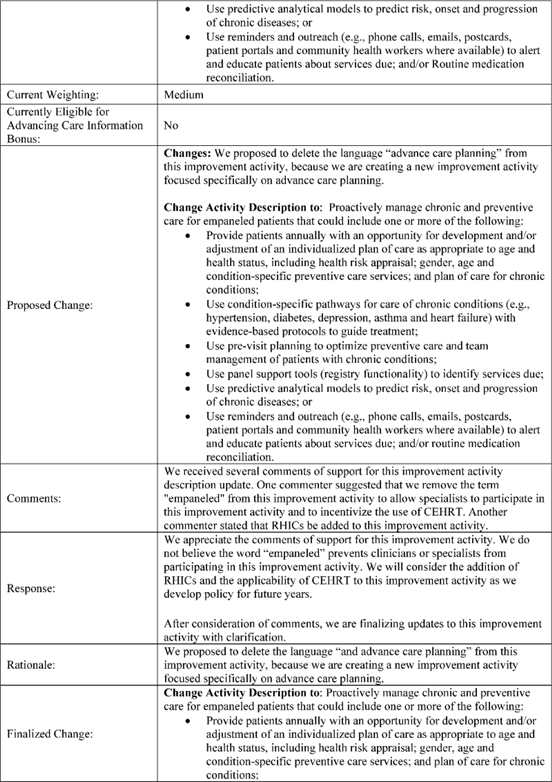 • Use predictive analytical models to predict risk, onset and progression
of chronic diseases; or
• Use reminders and outreach (e.g., phone calls, emails, postcards,
patient portals and community health workers where available) to alert
and educate patients about services due; and/or Routine medication
reconciliation.
Current Weighting:
Medium
Currently Eligible for
Advancing Care Information
Bonus:
No
Proposed Change:
Changes: We proposed to delete the language “advance care planning” from
this improvement activity, because we are creating a new improvement activity
focused specifically on advance care planning.
Change Activity Description to: Proactively manage chronic and preventive
care for empaneled patients that could include one or more of the following:
• Provide patients annually with an opportunity for development and/or
adjustment of an individualized plan of care as appropriate to age and
health status, including health risk appraisal; gender, age and
condition-specific preventive care services; and plan of care for chronic
conditions;
• Use condition-specific pathways for care of chronic conditions (e.g.,
hypertension, diabetes, depression, asthma and heart failure) with
evidence-based protocols to guide treatment;
• Use pre-visit planning to optimize preventive care and team
management of patients with chronic conditions;
• Use panel support tools (registry functionality) to identify services due;
• Use predictive analytical models to predict risk, onset and progression
of chronic diseases; or
• Use reminders and outreach (e.g., phone calls, emails, postcards,
patient portals and community health workers where available) to alert
and educate patients about services due; and/or routine medication
reconciliation.
Comments:
We received several comments of support for this improvement activity
description update. One commenter suggested that we remove the term
"empaneled" from this improvement activity to allow specialists to participate in
this improvement activity and to incentivize the use of CEHRT. Another
commenter stated that RHICs be added to this improvement activity.
Response:
We appreciate the comments of support for this improvement activity. We do
not believe the word “empaneled” prevents clinicians or specialists from
participating in this improvement activity. We will consider the addition of
RHICs and the applicability of CEHRT to this improvement activity as we
develop policy for future years.
After consideration of comments, we are finalizing updates to this improvement
activity with clarification.
Rationale:
We proposed to delete the language “and advance care planning” from this
improvement activity, because we are creating a new improvement activity
focused specifically on advance care planning.
Finalized Change:
Change Activity Description to: Proactively manage chronic and preventive
care for empaneled patients that could include one or more of the following:
• Provide patients annually with an opportunity for development and/or
adjustment of an individualized plan of care as appropriate to age and
health status, including health risk appraisal; gender, age and
condition-specific preventive care services; and plan of care for chronic
conditions;